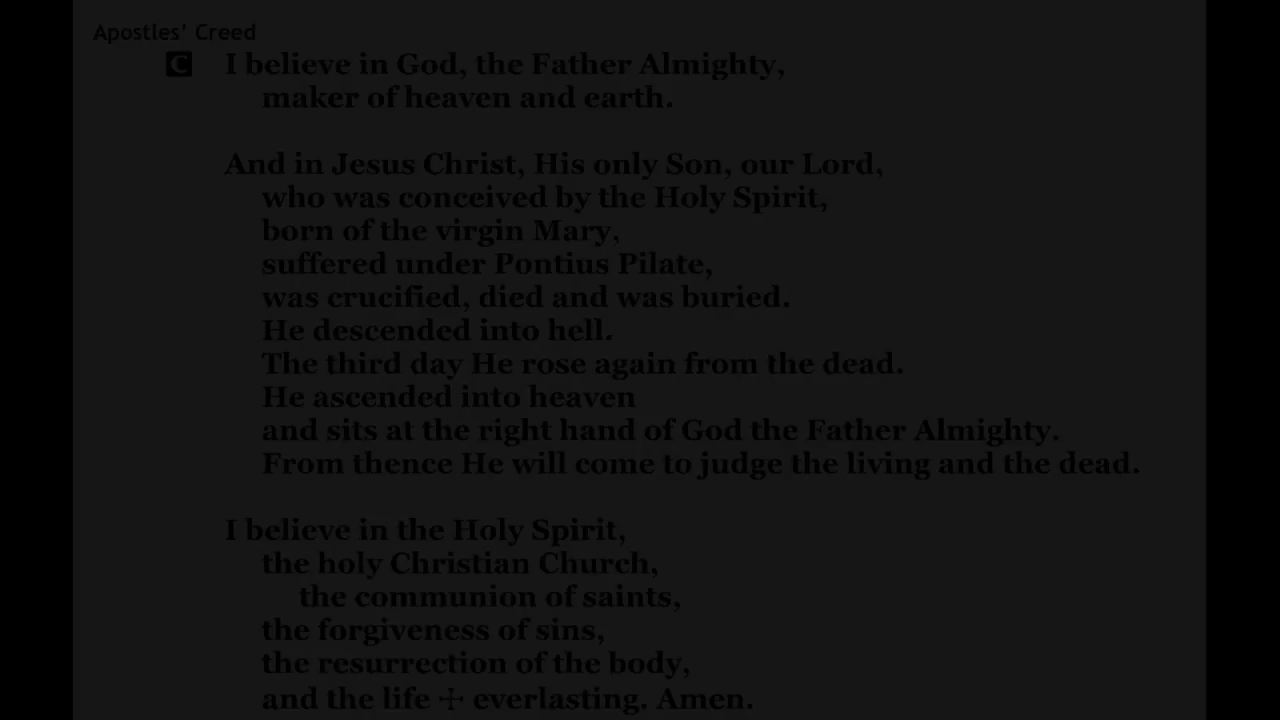 Apostles’ Creed
C I believe in God, the Father Almighty,
maker of heaven and earth.
And in Jesus Christ, His only Son, our Lord,
who was conceived by the Holy Spirit,
born of the virgin Mary,
suffered under Pontius Pilate,
was crucified, died and was buried.
He descended into hell.
The third day He rose again from the dead.
He ascended into heaven
and sits at the right hand of God the Father Almighty.
From thence He will come to judge the living and the dead.
I believe in the Holy Spirit,
the holy Christian Church,
the communion of saints,
the forgiveness of sins,
the resurrection of the body,
and the life ☩ everlasting. Amen.